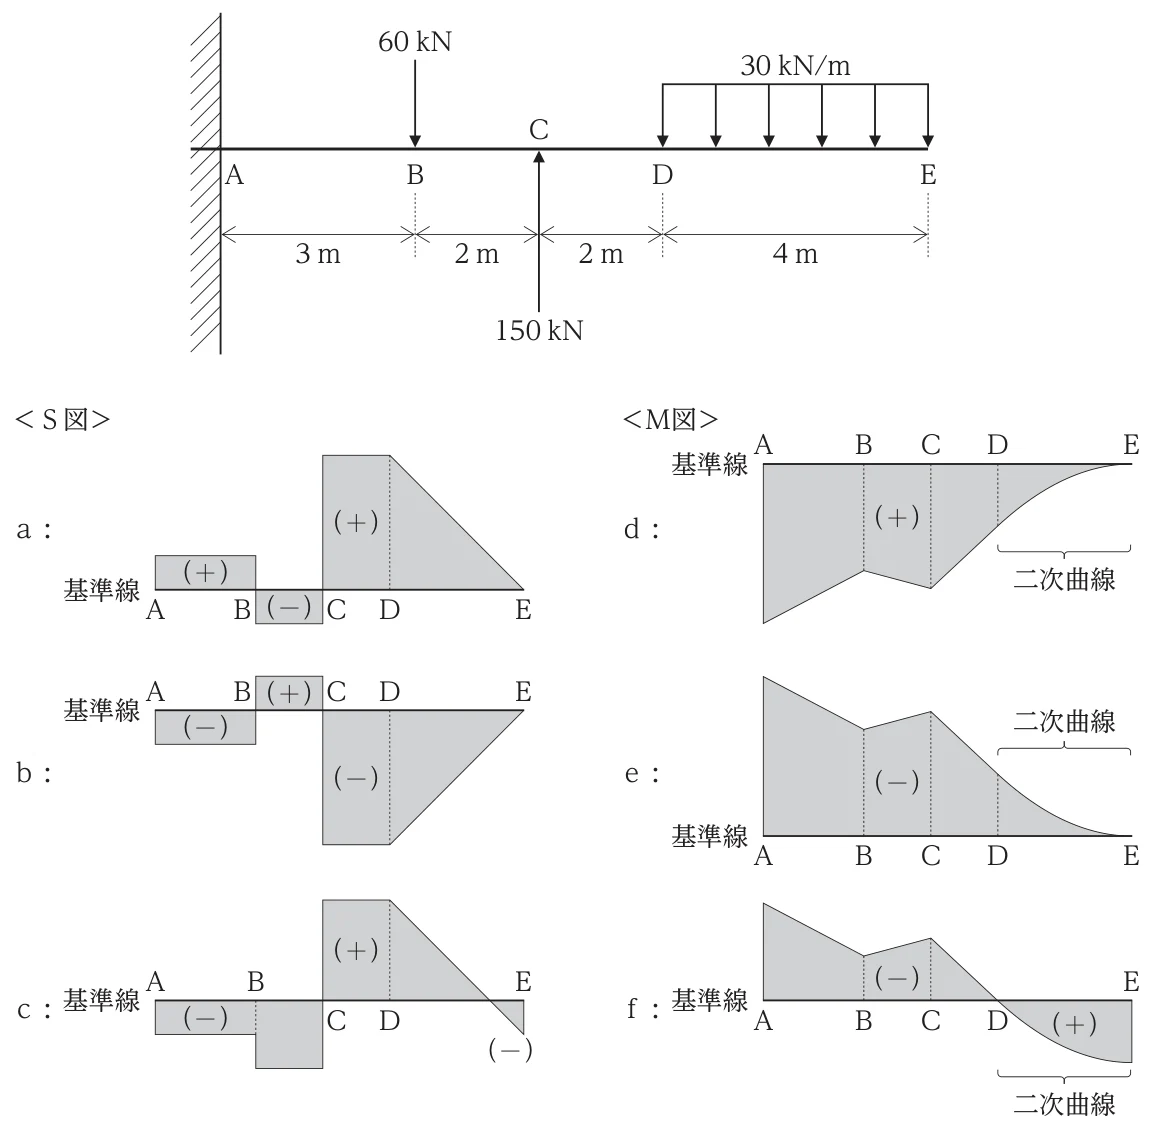 60 kN
30 kN/m
C
A B D E
3 m 2 m 2 m 4 m
150 kN
＜S図＞
a：
(＋)
(＋)
(－)
基準線
A B C D E
b：
A B C D E
(＋)
基準線
(－)
(－)
c：
(＋)
A B E
基準線
(－)
C D
(－)
＜M図＞
d：
A B C D E
基準線
(＋)
二次曲線
e：
二次曲線
(－)
基準線
A B C D E
f：
(－)
E
基準線
A B C D
(＋)
二次曲線